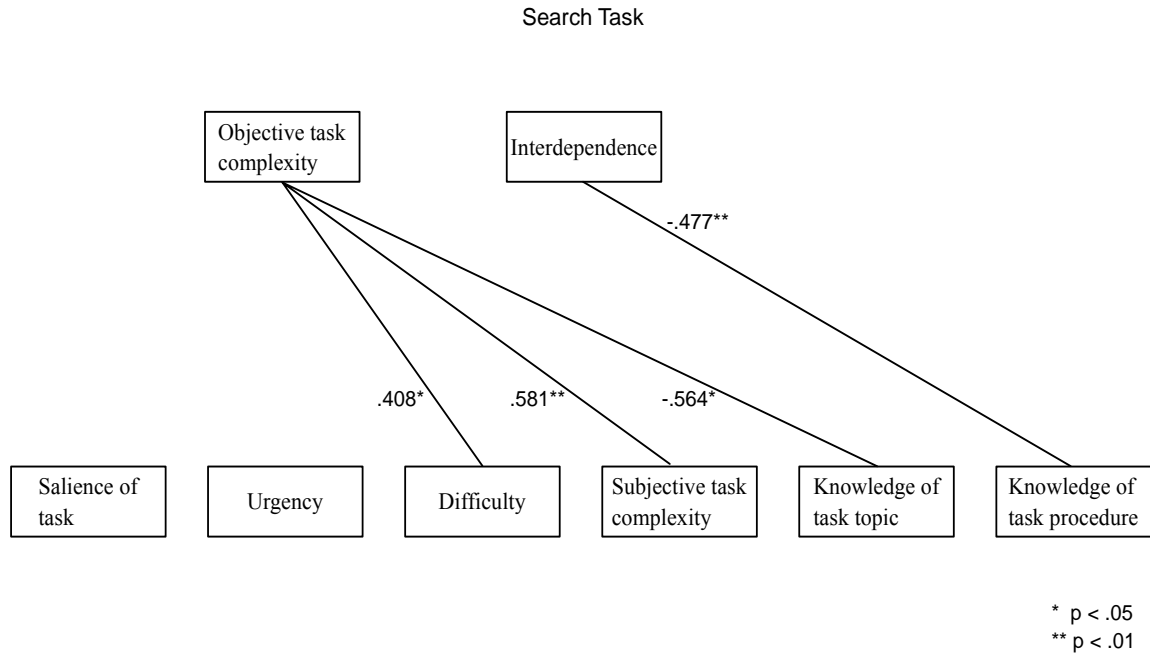 Search Task
Objective task
complexity
Interdependence
-.477**
.408*
.581**
-.564*
Salience of
task
Urgency
Difficulty
Subjective task
complexity
Knowledge of
task topic
Knowledge of
task procedure
* p < .05
** p < .01